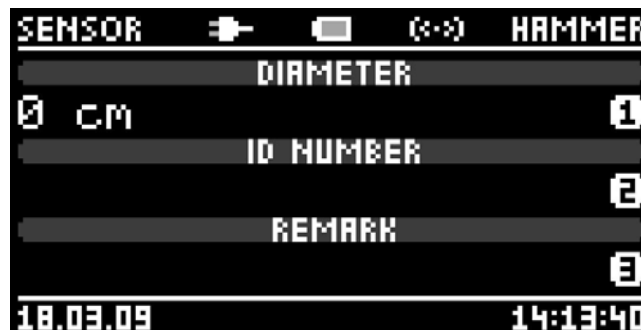 SENSOR HAMMER
DIAMETER
0 cm 1
ID NUMBER
2
REMARK
3
18.03.09 14:13:40